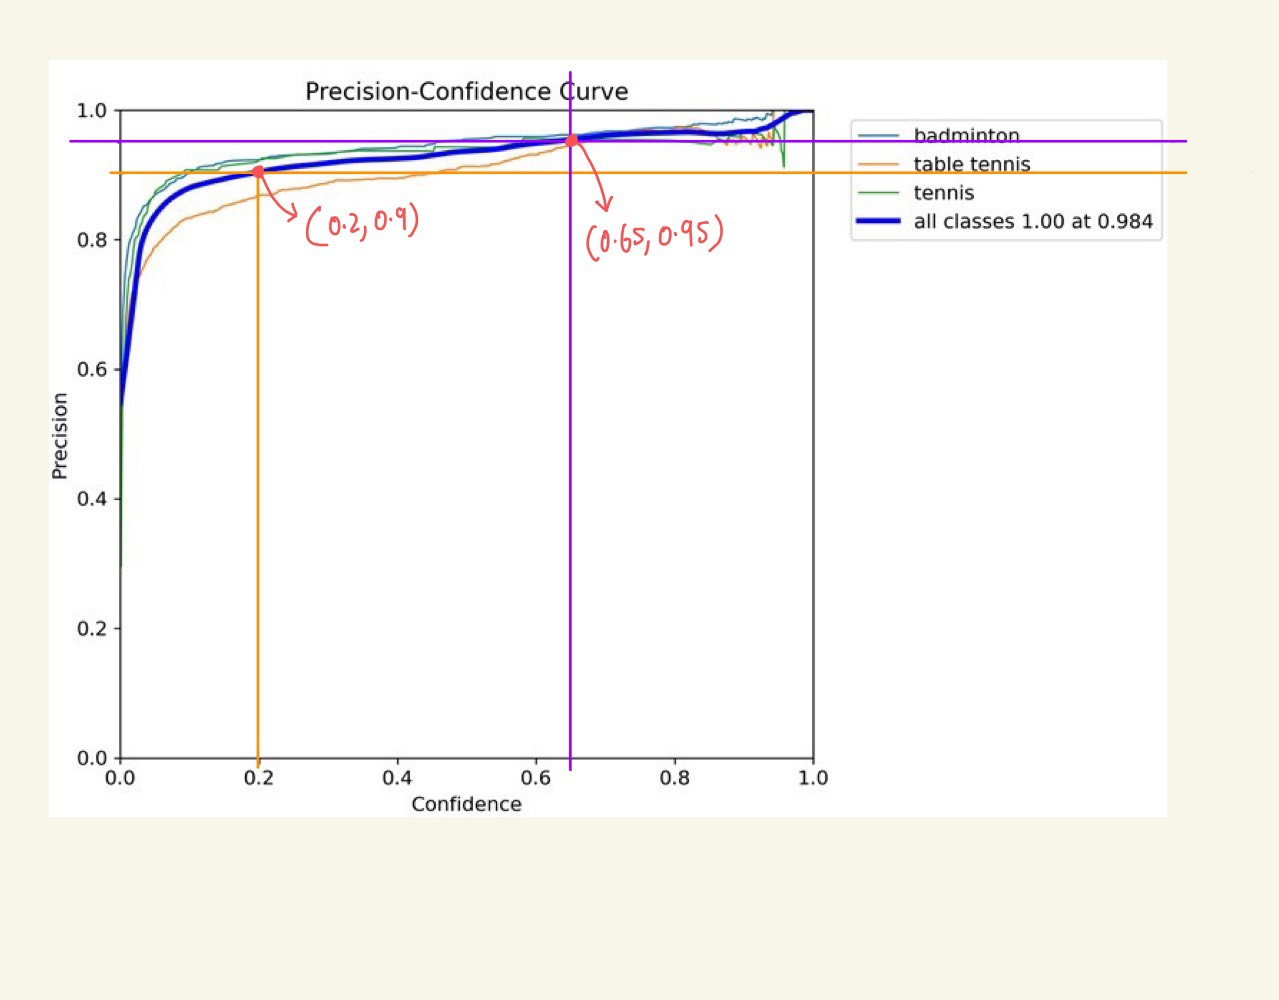 Precision-Confidence Curve
1.0
0.8
0.6
0.4
0.2
0.0
Precision
0.0 0.2 0.4 0.6 0.8 1.0
Confidence
(0.2, 0.9)
(0.65, 0.95)
badminton
table tennis
tennis
all classes 1.00 at 0.984